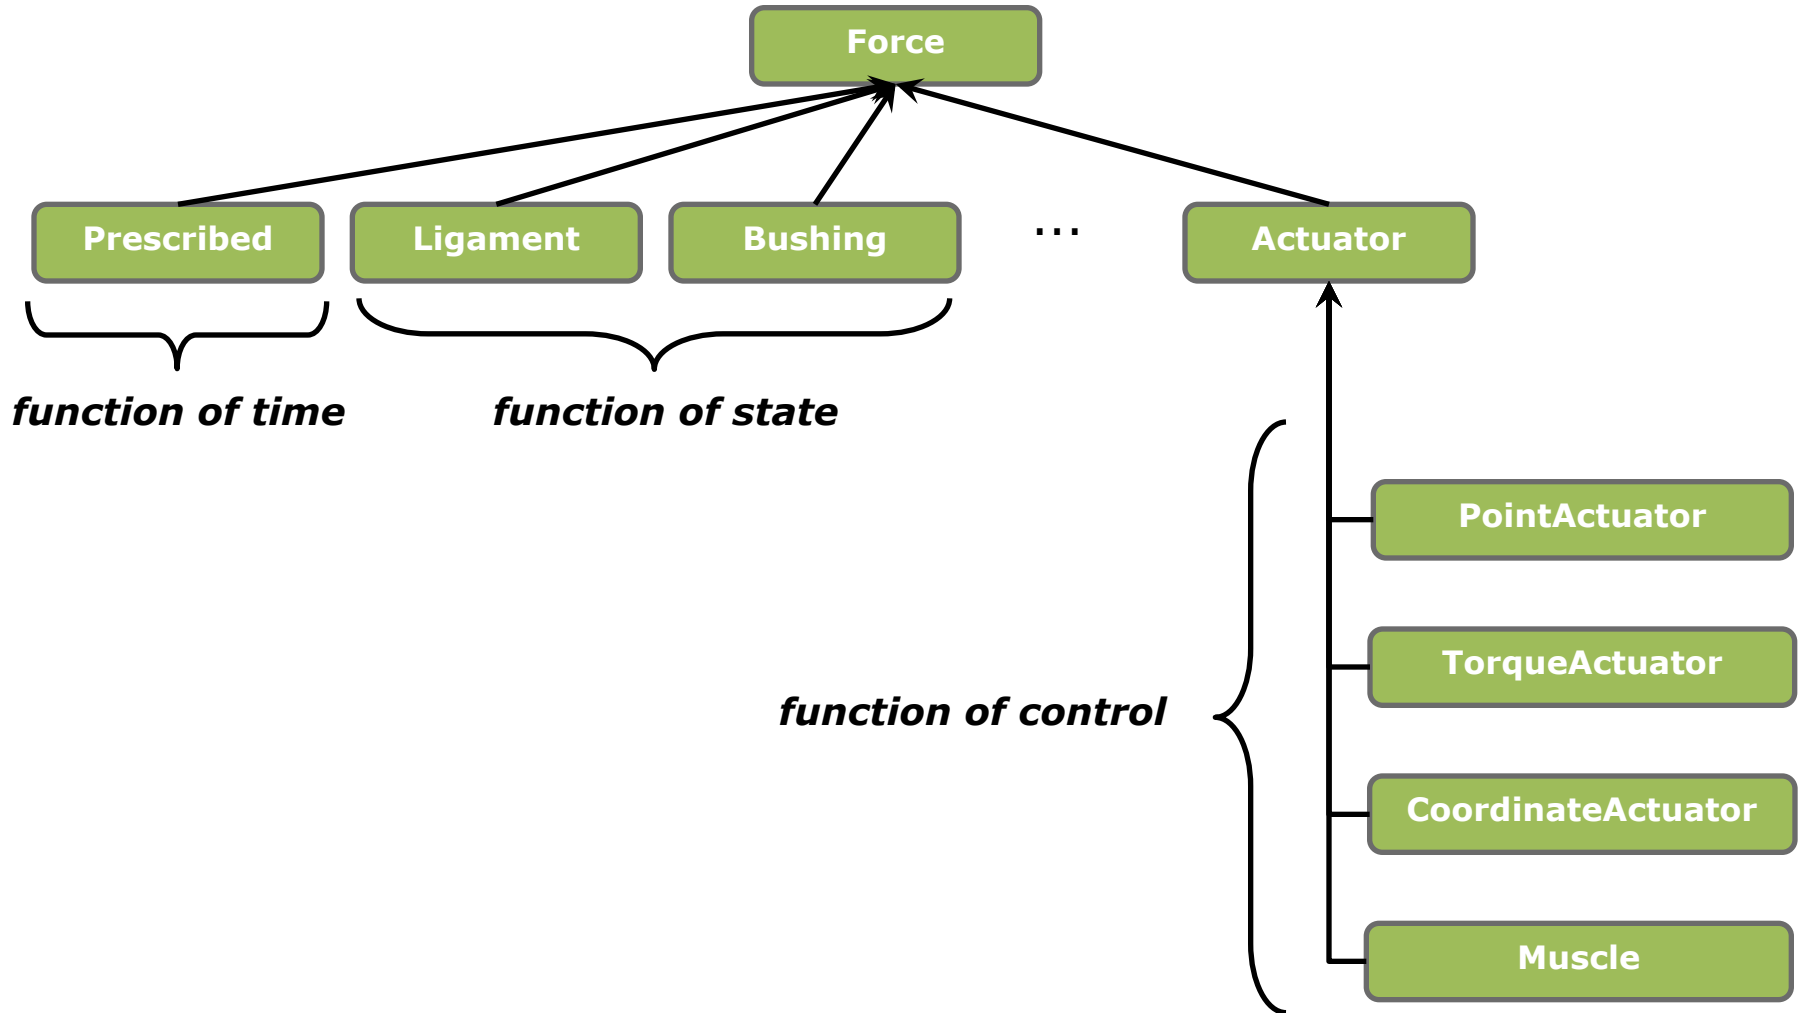 Force
Prescribed
Ligament
Bushing
...
Actuator
function of time
function of state
PointActuator
TorqueActuator
function of control
CoordinateActuator
Muscle